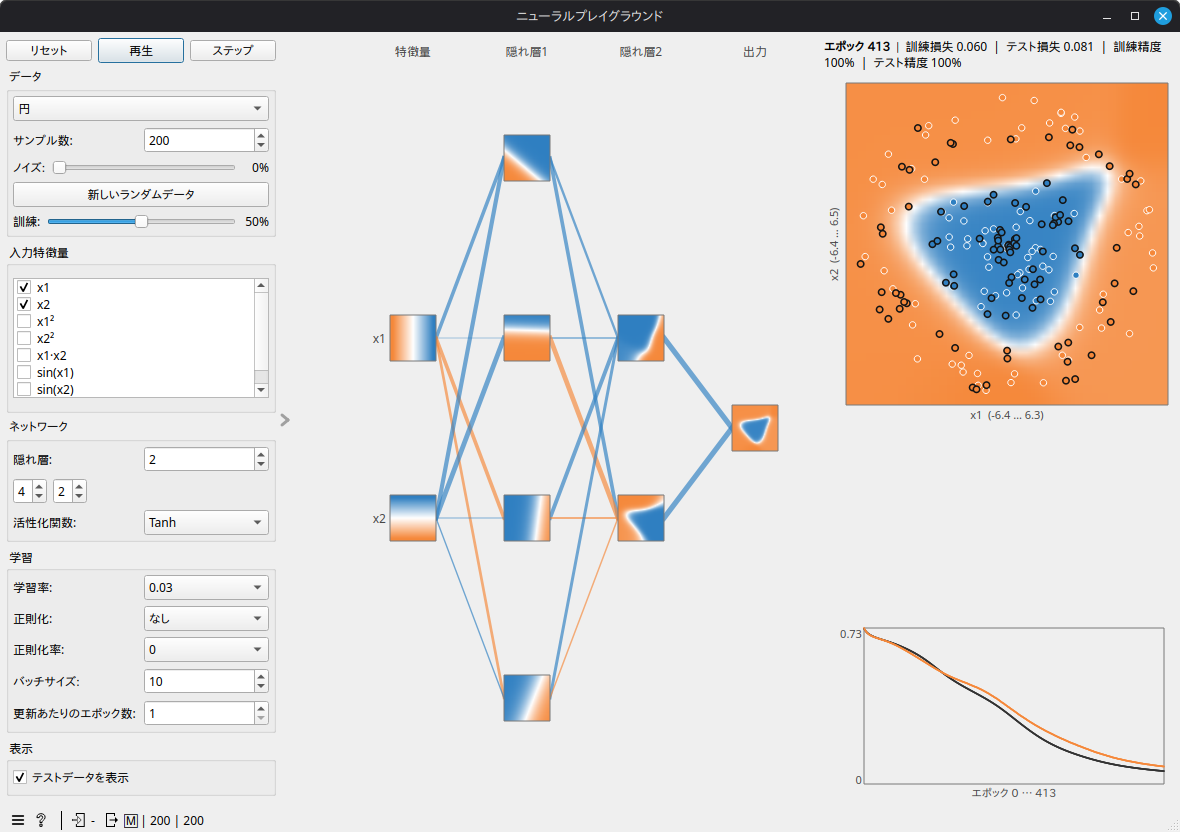 ニューラルプレイグラウンド
リセット 再生 ステップ
データ
円
サンプル数: 200
ノイズ: 0%
新しいランダムデータ
訓練: 50%
入力特徴量
x1
x2
x1²
x2²
x1·x2
sin(x1)
sin(x2)
ネットワーク
隠れ層: 2
4 2
活性化関数: Tanh
学習
学習率: 0.03
正則化: なし
正則化率: 0
バッチサイズ: 10
更新あたりのエポック数: 1
表示
テストデータを表示
- M | 200 | 200
特徴量 隠れ層1 隠れ層2 出力
x1
x2
エポック 413 | 訓練損失 0.060 | テスト損失 0.081 | 訓練精度
100% | テスト精度 100%
x2 (-6.4 ... 6.5)
x1 (-6.4 ... 6.3)
0.73
0
エポック 0 … 413